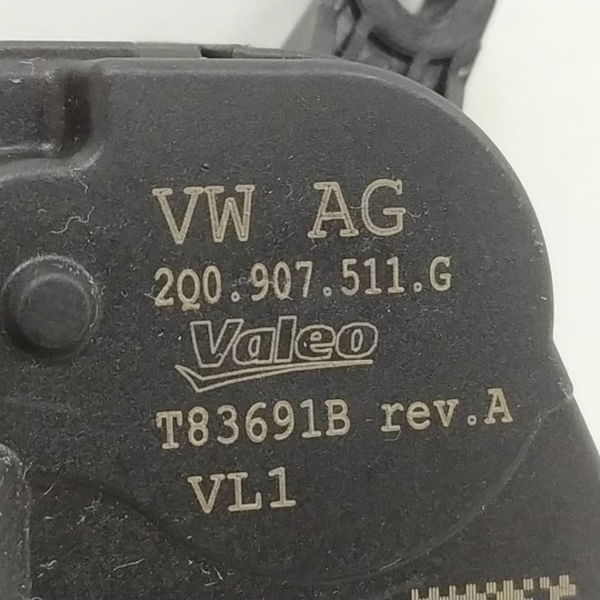 VW AG
2Q0.907.511.G
Valeo
T83691B rev.A
VL1